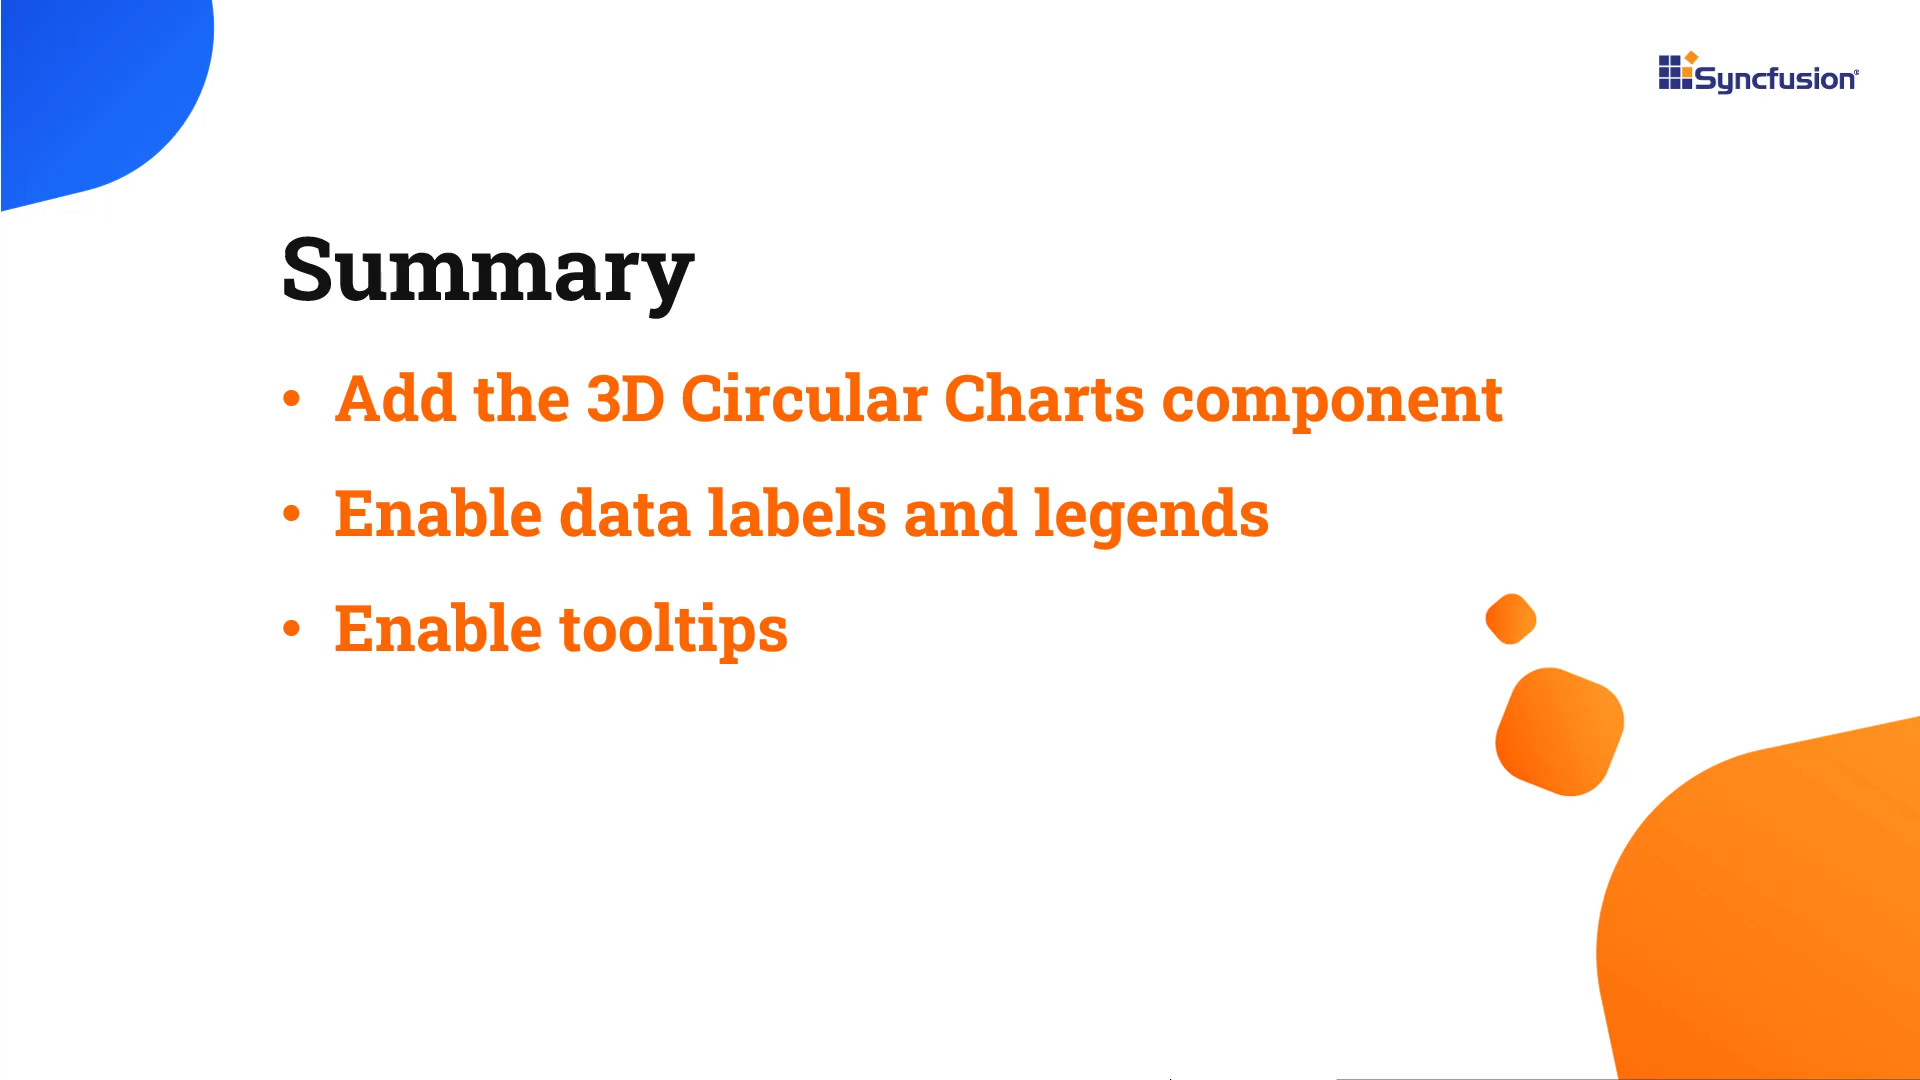 Syncfusion®
Summary
• Add the 3D Circular Charts component
• Enable data labels and legends
• Enable tooltips